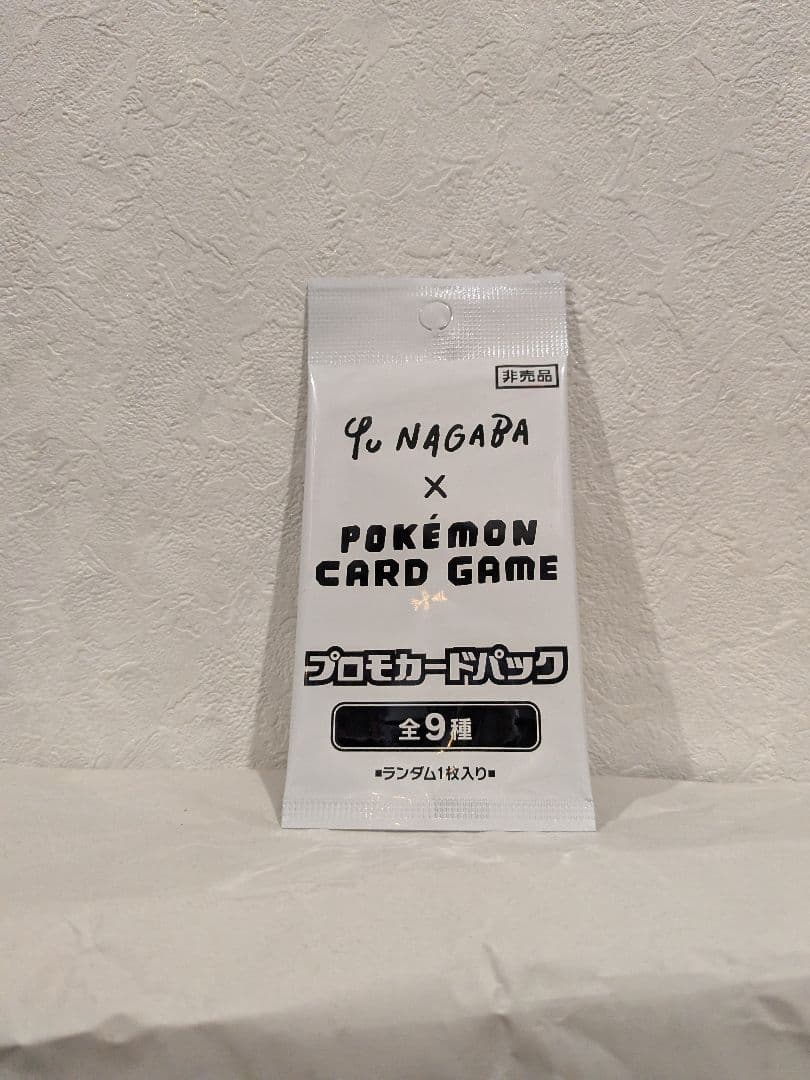 非売品
Yu NAGABA
×
POKÉMON
CARD GAME
プロモカードパック
全9種
■ランダム1枚入り■